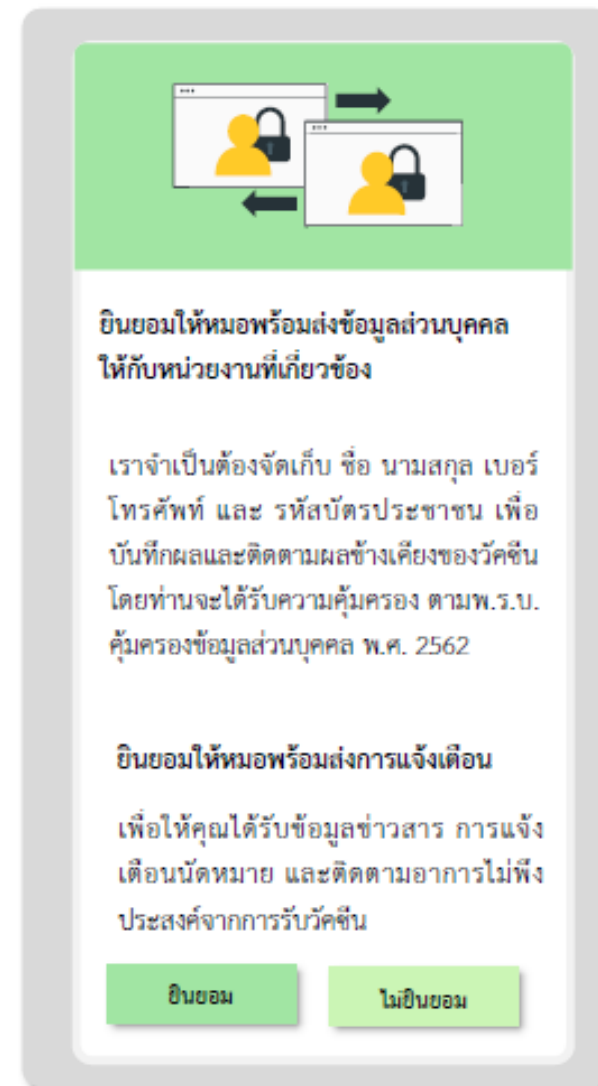 ยินยอมให้หมอพร้อมส่งข้อมูลส่วนบุคคล
ให้กับหน่วยงานที่เกี่ยวข้อง
เราจำเป็นต้องจัดเก็บ ชื่อ นามสกุล เบอร์
โทรศัพท์ และ รหัสบัตรประชาชน เพื่อ
บันทึกผลและติดตามผลข้างเคียงของวัคซีน
โดยท่านจะได้รับความคุ้มครอง ตามพ.ร.บ.
คุ้มครองข้อมูลส่วนบุคคล พ.ศ. 2562
ยินยอมให้หมอพร้อมส่งการแจ้งเตือน
เพื่อให้คุณได้รับข้อมูลข่าวสาร การแจ้ง
เตือนนัดหมาย และติดตามอาการไม่พึง
ประสงค์จากการรับวัคซีน
ยินยอม
ไม่ยินยอม